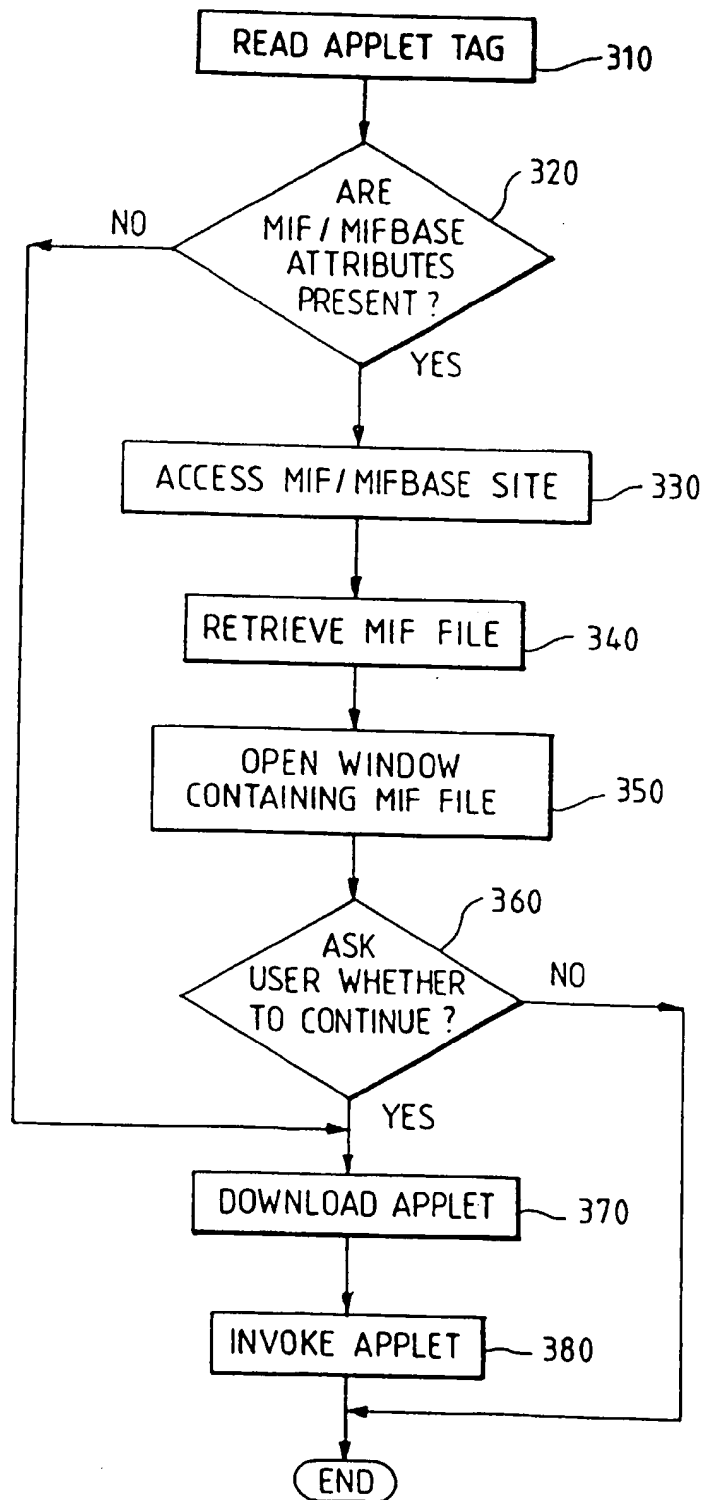 READ APPLET TAG
310
ARE
MIF / MIFBASE
ATTRIBUTES
PRESENT ?
320
NO
YES
ACCESS MIF/MIFBASE SITE
330
RETRIEVE MIF FILE
340
OPEN WINDOW
CONTAINING MIF FILE
350
360
ASK
USER WHETHER
TO CONTINUE ?
NO
YES
DOWNLOAD APPLET
370
INVOKE APPLET
380
END